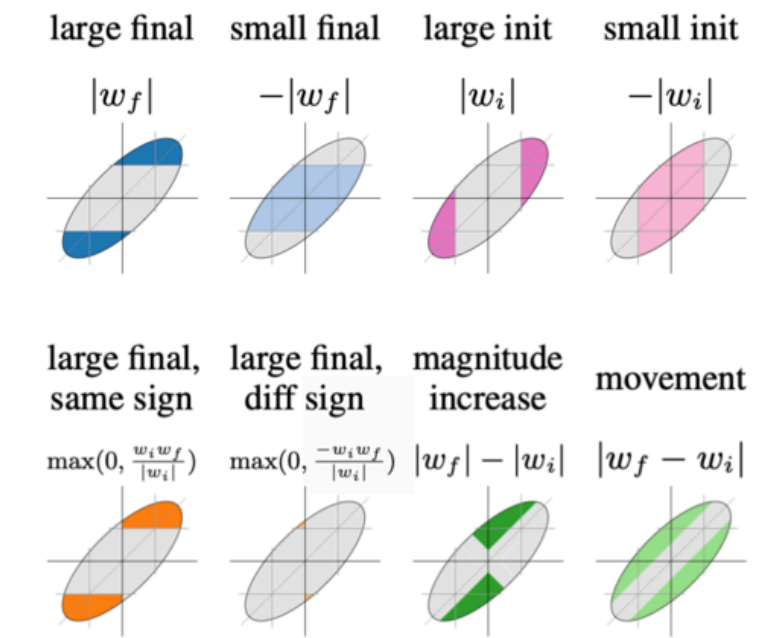 large final small final large init small init
|w_f| −|w_f| |w_i| −|w_i|
large final, large final, magnitude movement
same sign diff sign increase
max(0, w_i w_f / |w_i|) max(0, −w_i w_f / |w_i|) |w_f| − |w_i| |w_f − w_i|